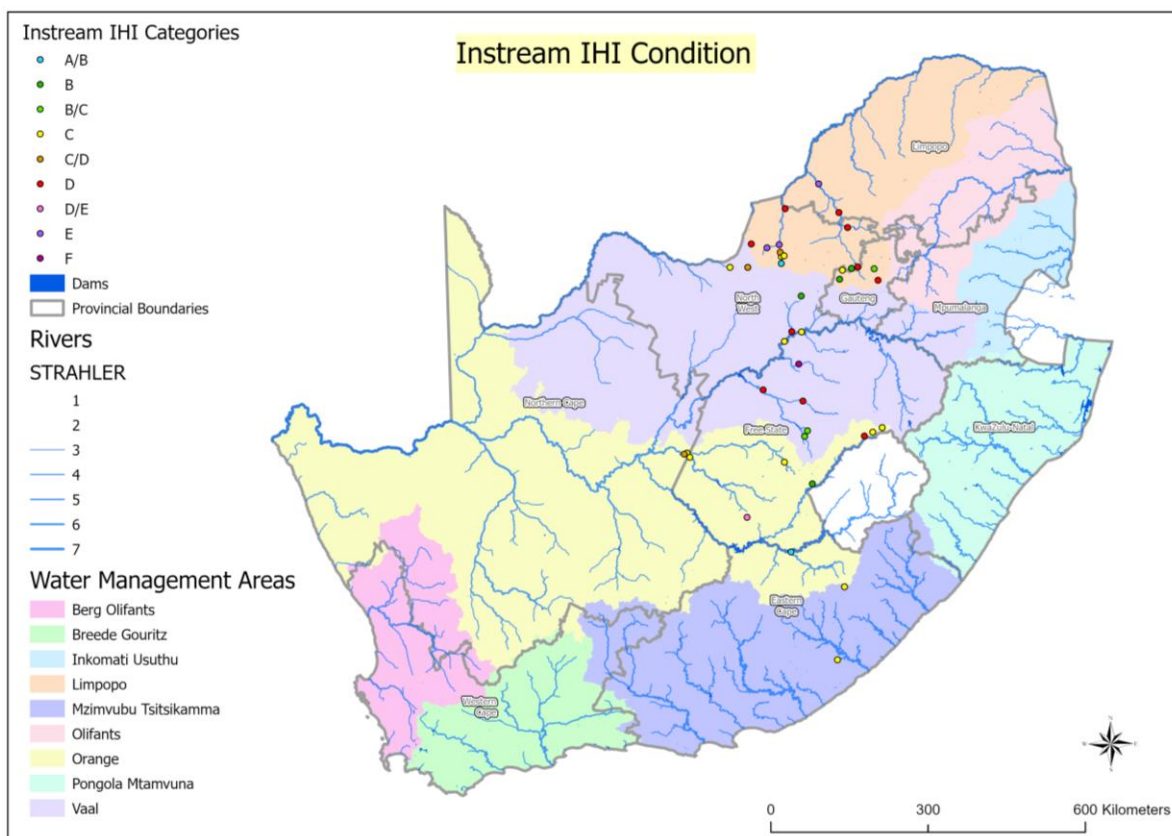 Instream IHI Categories
A/B
B
B/C
C
C/D
D
D/E
E
F
Dams
Provincial Boundaries
Rivers
STRAHLER
1
2
3
4
5
6
7
Water Management Areas
Berg Olifants
Breede Gouritz
Inkomati Usuthu
Limpopo
Mzimvubu Tsitsikamma
Olifants
Orange
Pongola Mtamvuna
Vaal
Instream IHI Condition
Limpopo
North
West
Gauteng
Mpumalanga
Northern Cape
Free State
KwaZulu-Natal
Eastern
Cape
Western
Cape
0 300 600 Kilometers